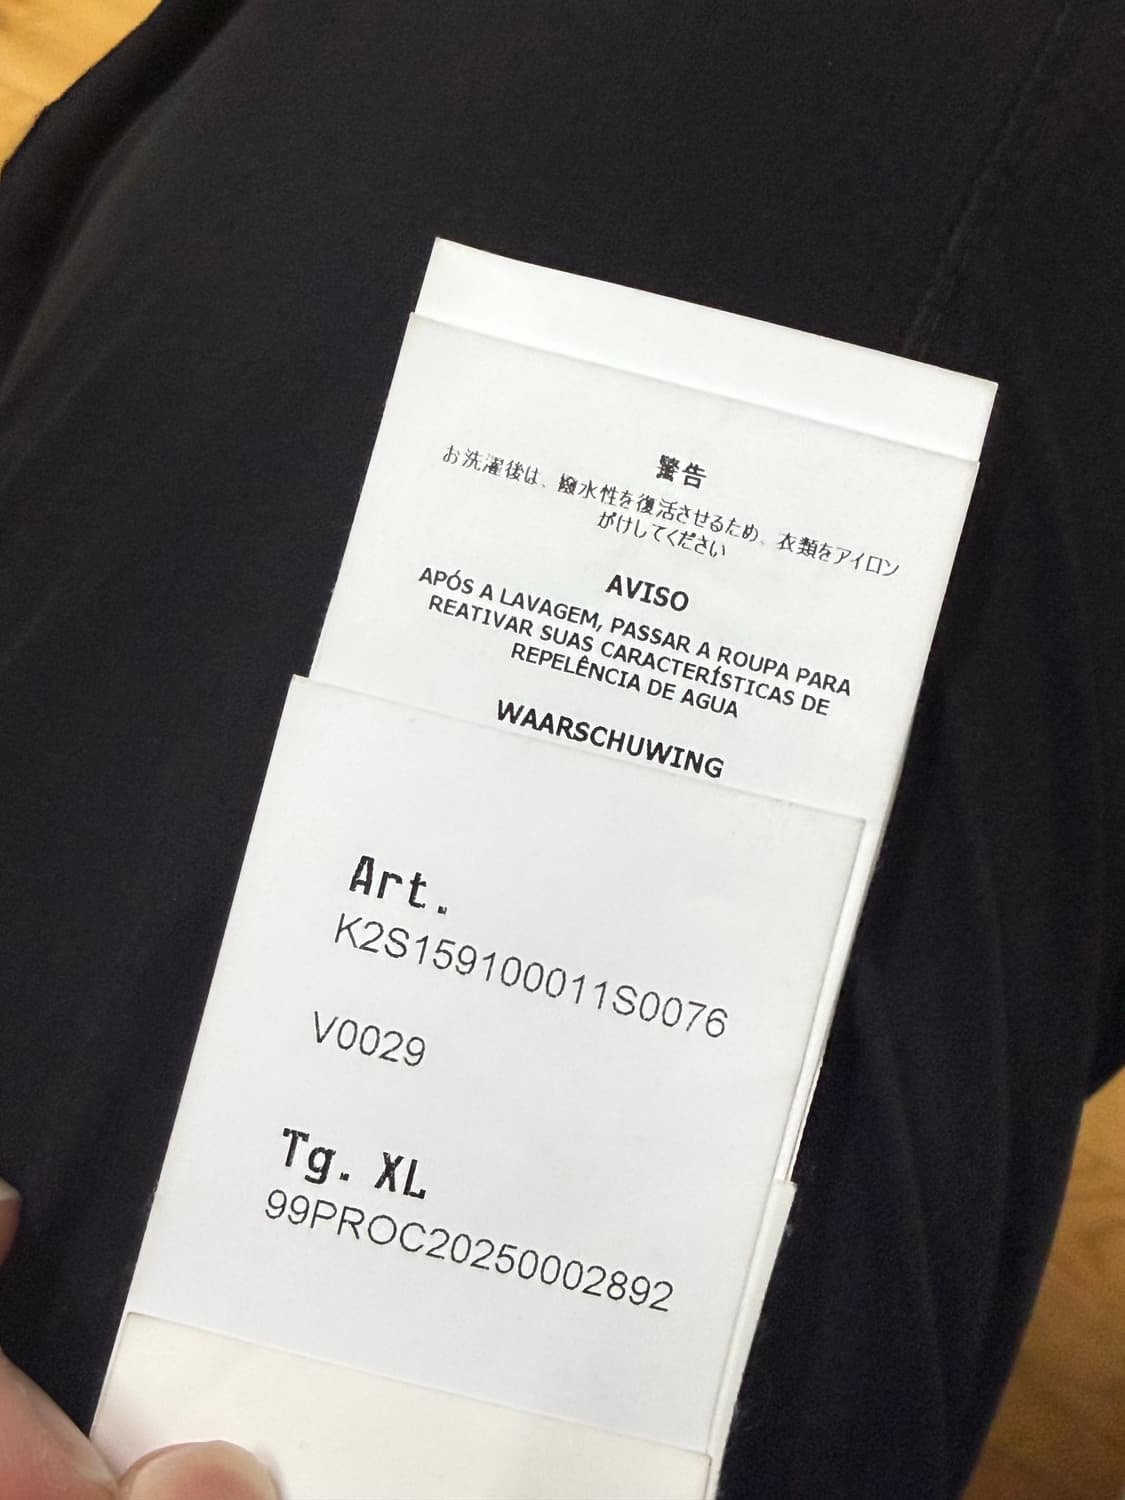 警告
お洗濯後は、撥水性を復活させるため、衣類をアイロン
がけしてください
AVISO
APÓS A LAVAGEM, PASSAR A ROUPA PARA
REATIVAR SUAS CARACTERÍSTICAS DE
REPELÊNCIA DE AGUA
WAARSCHUWING
Art.
K2S159100011S0076
V0029
Tg. XL
99PROC20250002892